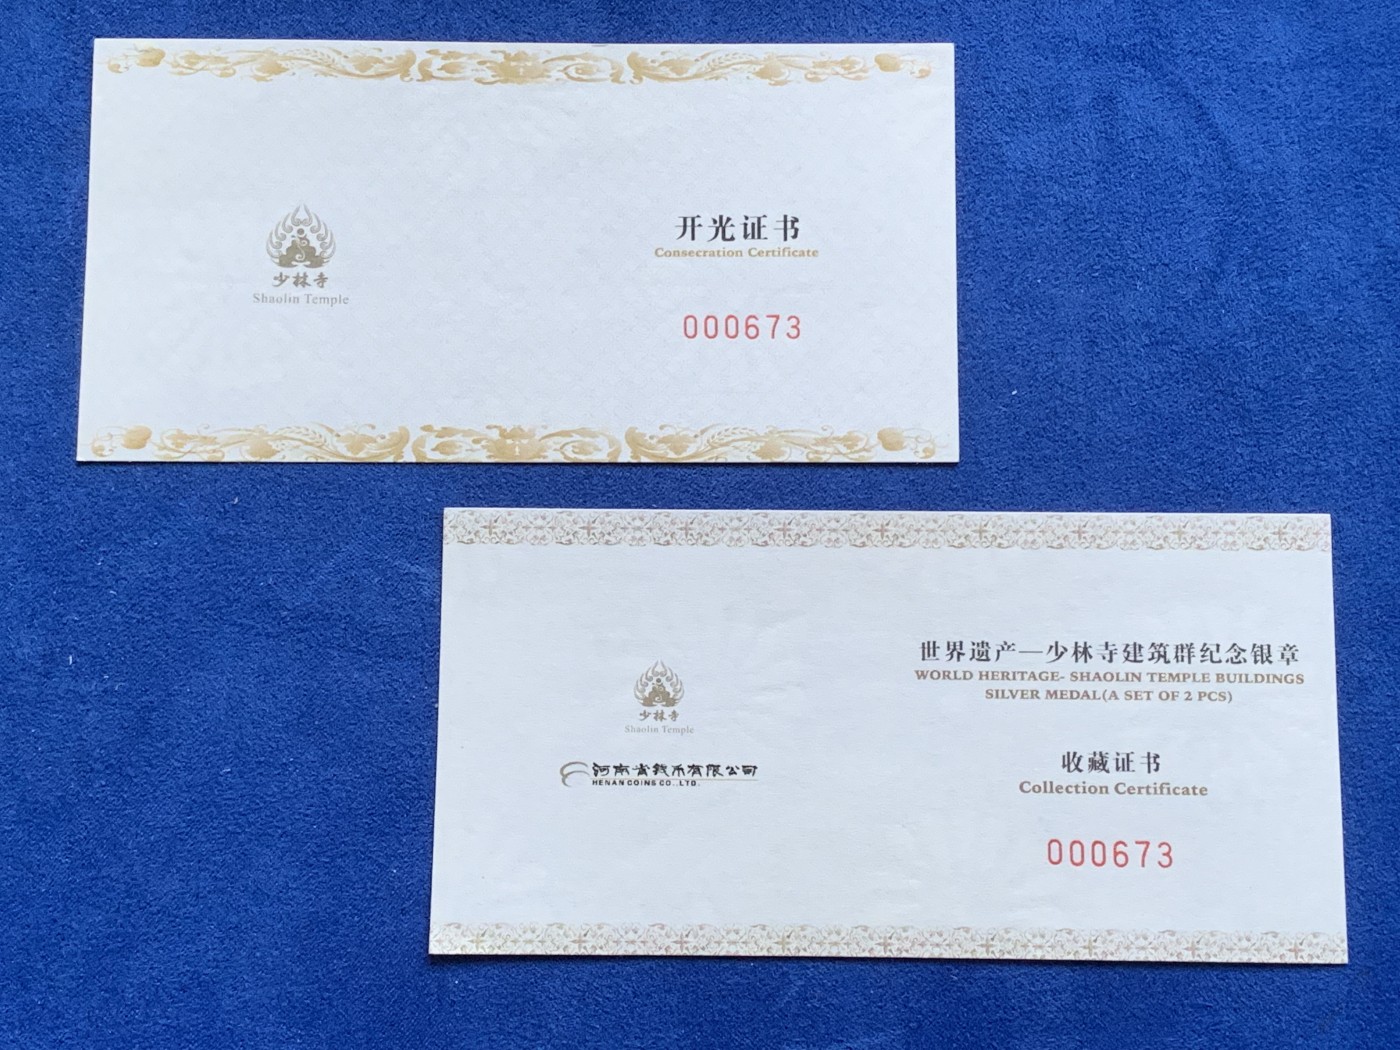 少林寺
Shaolin Temple
开光证书
Consecration Certificate
000673
少林寺
Shaolin Temple
河南省钱币有限公司
HENAN COINS CO.,LTD.
世界遗产—少林寺建筑群纪念银章
WORLD HERITAGE- SHAOLIN TEMPLE BUILDINGS
SILVER MEDAL(A SET OF 2 PCS)
收藏证书
Collection Certificate
000673